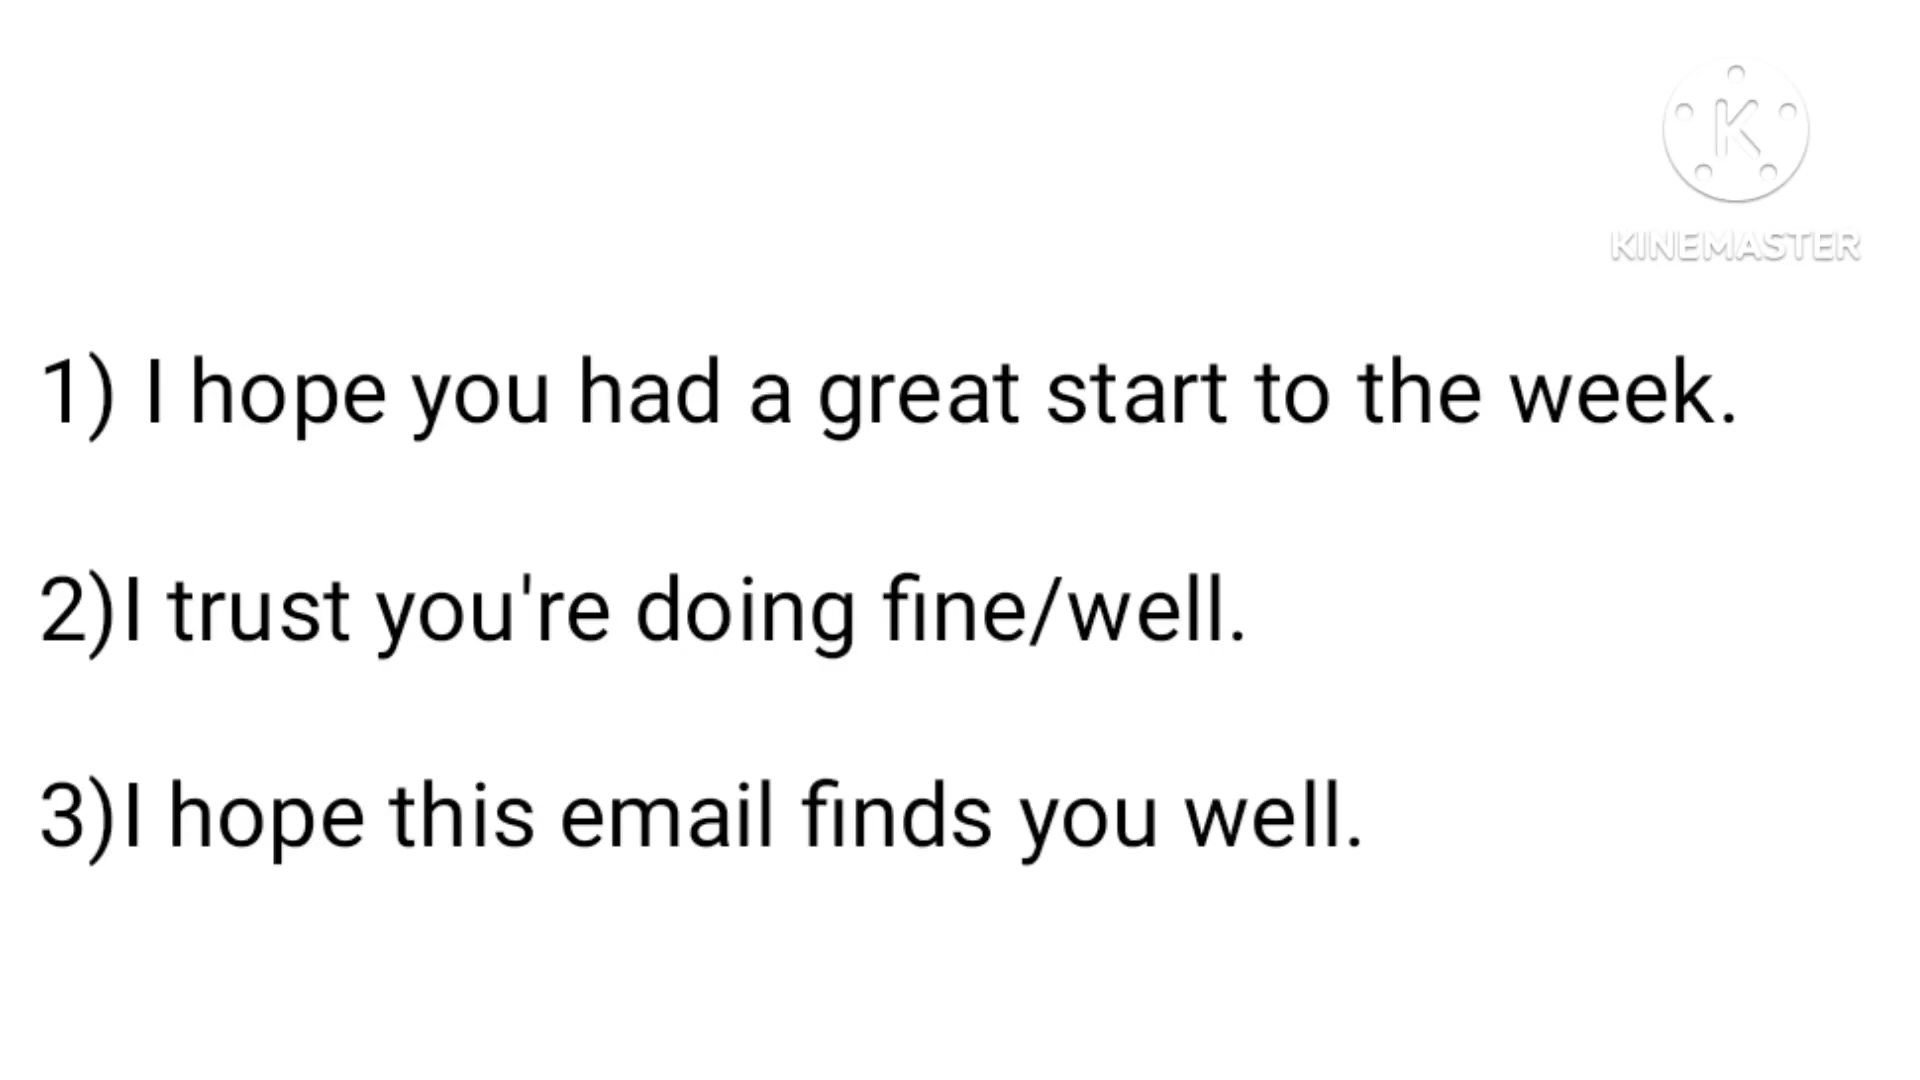 K
KINEMASTER
1) I hope you had a great start to the week.
2)I trust you're doing fine/well.
3)I hope this email finds you well.